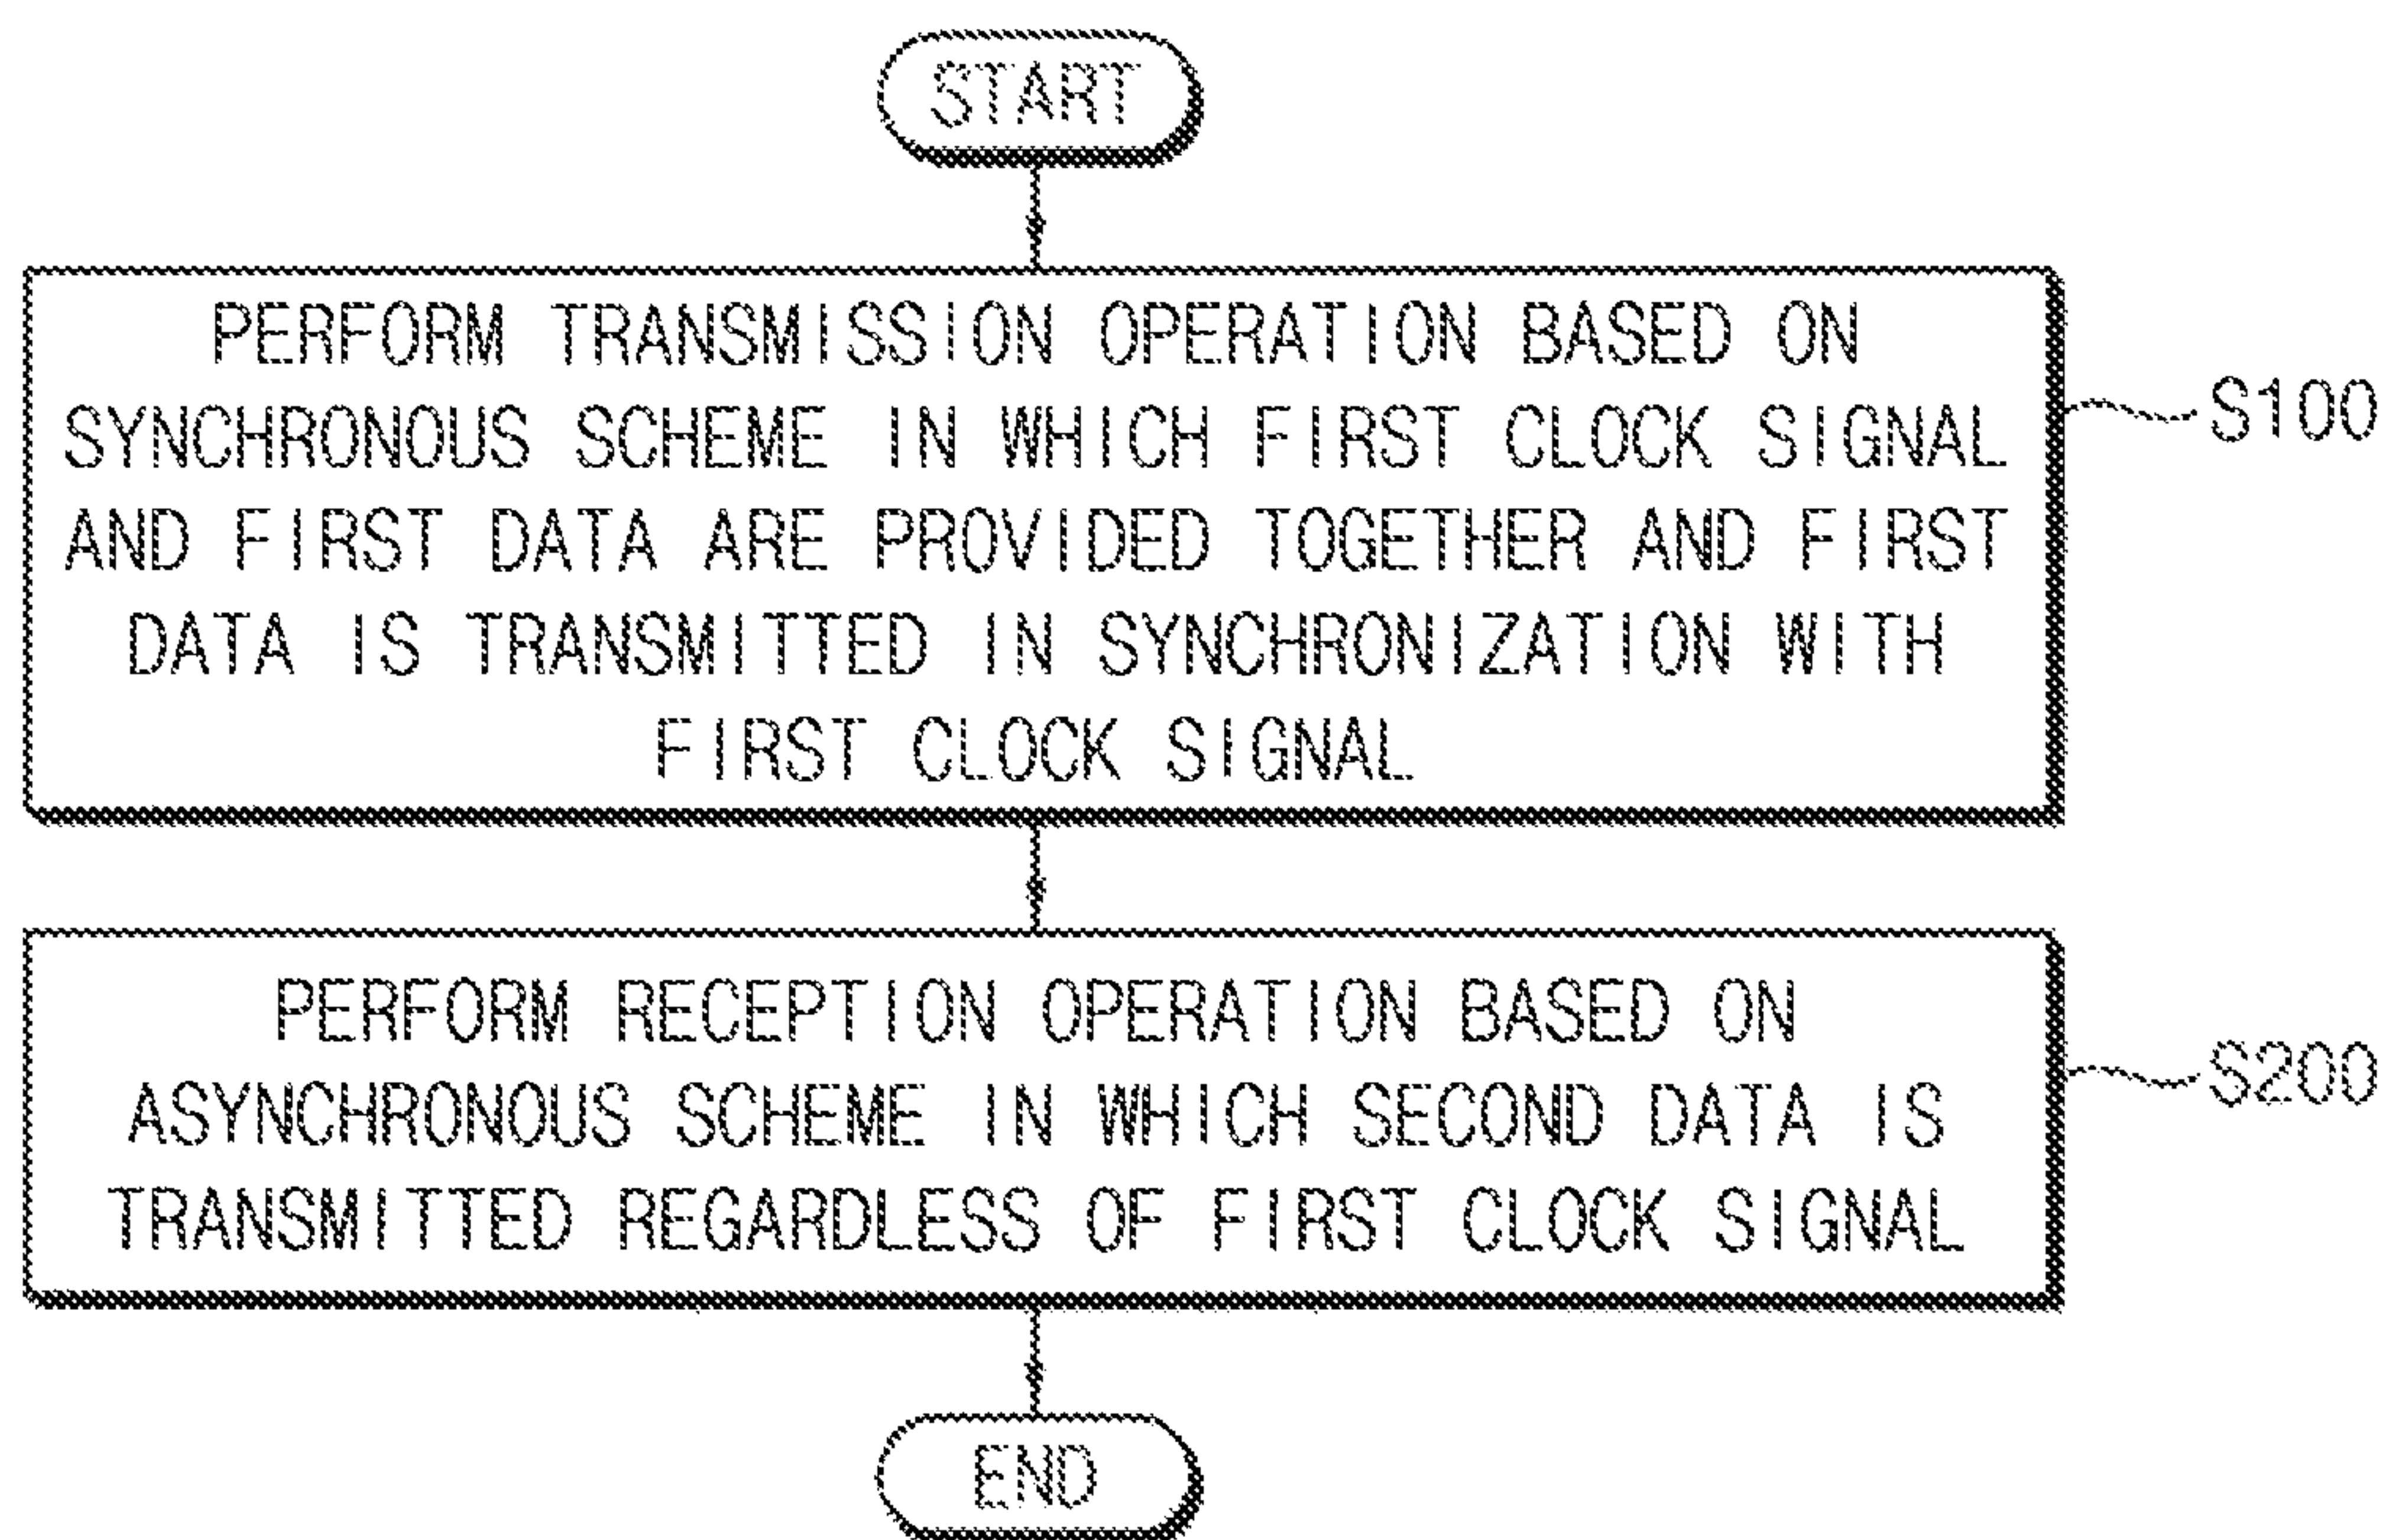 START
PERFORM TRANSMISSION OPERATION BASED ON
SYNCHRONOUS SCHEME IN WHICH FIRST CLOCK SIGNAL
AND FIRST DATA ARE PROVIDED TOGETHER AND FIRST
DATA IS TRANSMITTED IN SYNCHRONIZATION WITH
FIRST CLOCK SIGNAL
S100
PERFORM RECEPTION OPERATION BASED ON
ASYNCHRONOUS SCHEME IN WHICH SECOND DATA IS
TRANSMITTED REGARDLESS OF FIRST CLOCK SIGNAL
S200
END